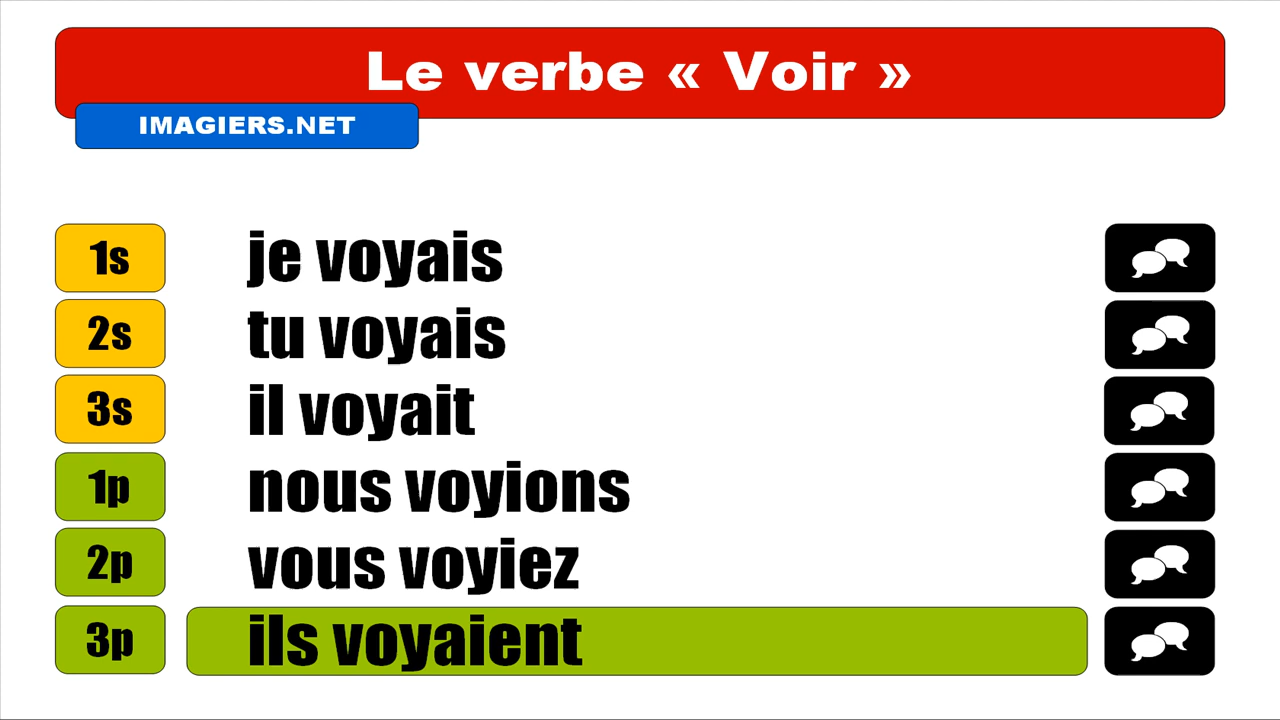 Le verbe « Voir »
IMAGIERS.NET
1s je voyais
2s tu voyais
3s il voyait
1p nous voyions
2p vous voyiez
3p ils voyaient